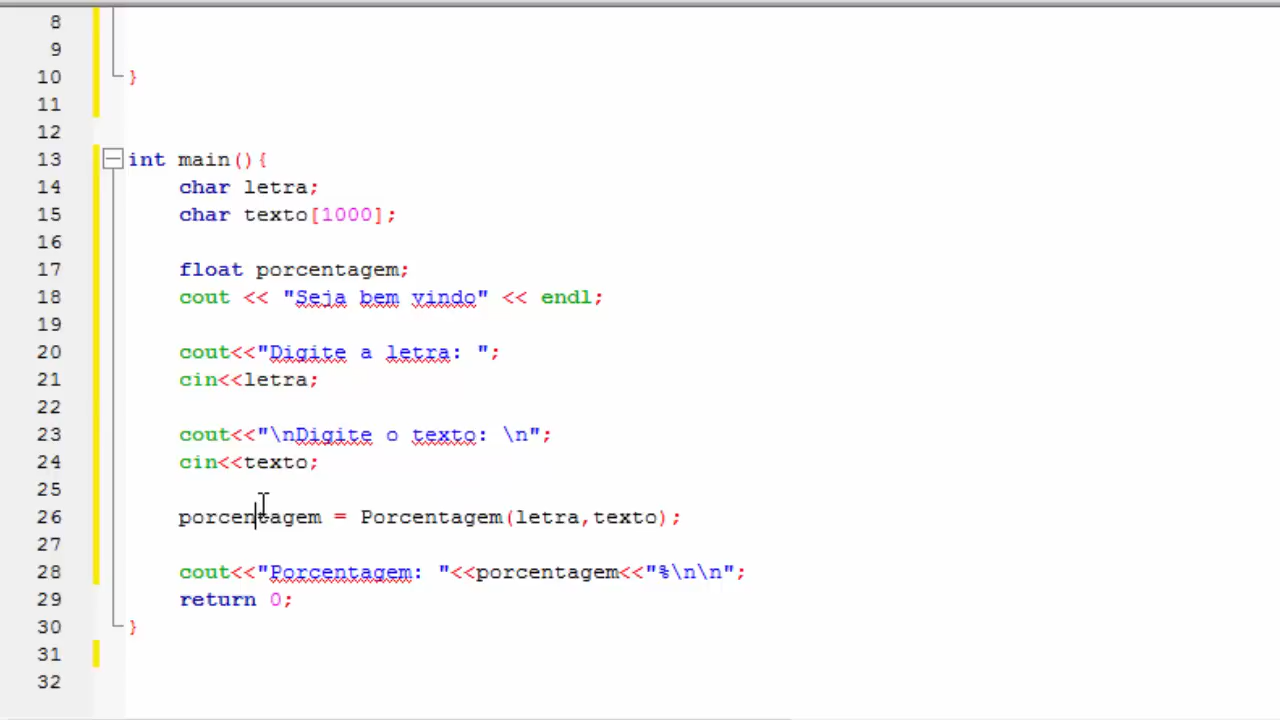 8
9
10 }
11
12
13 int main(){
14 char letra;
15 char texto[1000];
16
17 float porcentagem;
18 cout << "Seja bem vindo" << endl;
19
20 cout<<"Digite a letra: ";
21 cin<<letra;
22
23 cout<<"\nDigite o texto: \n";
24 cin<<texto;
25
26 porcentagem = Porcentagem(letra,texto);
27
28 cout<<"Porcentagem: "<<porcentagem<<"%\n\n";
29 return 0;
30 }
31
32